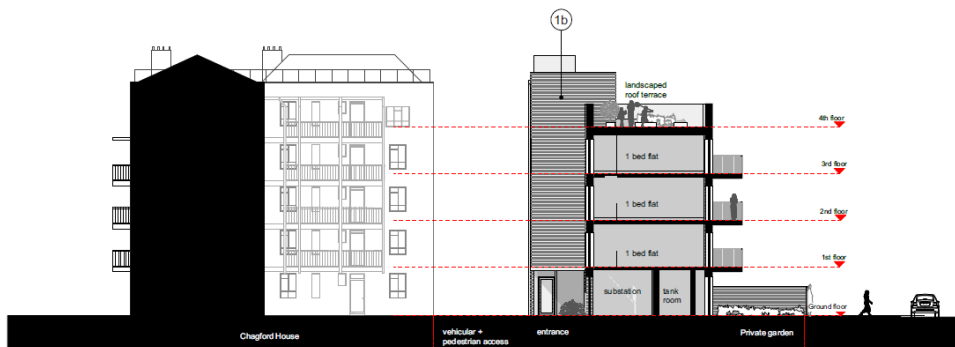 1b
landscaped
roof terrace
4th floor
1 bed flat
3rd floor
1 bed flat
2nd floor
1 bed flat
1st floor
substation
tank
room
Ground floor
Chagford House
vehicular +
pedestrian access
entrance
Private garden